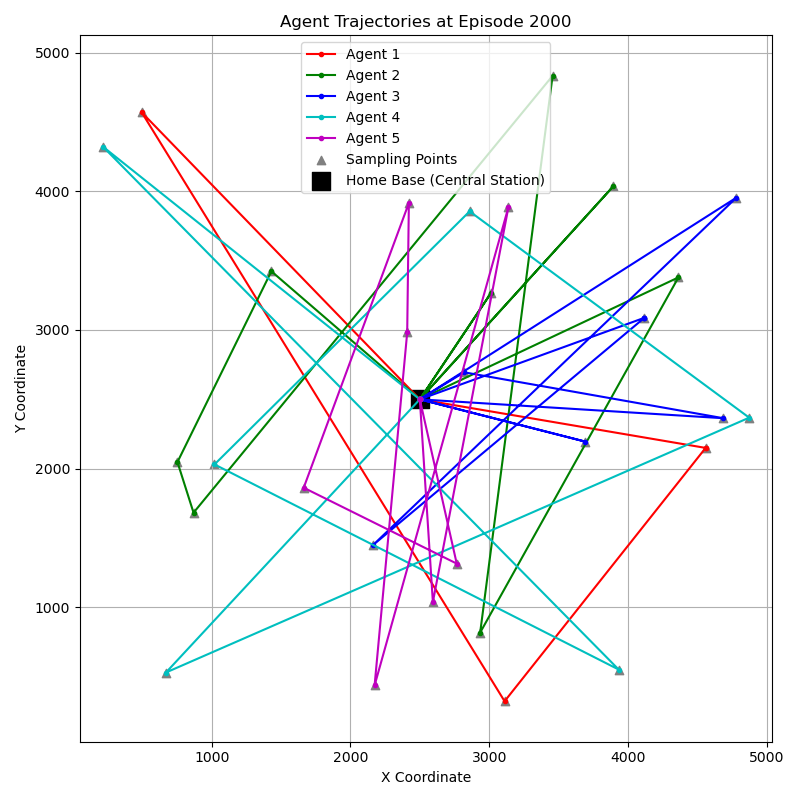 Agent Trajectories at Episode 2000
Agent 1
Agent 2
Agent 3
Agent 4
Agent 5
Sampling Points
Home Base (Central Station)
5000
4000
3000
2000
1000
Y Coordinate
1000
2000
3000
4000
5000
X Coordinate